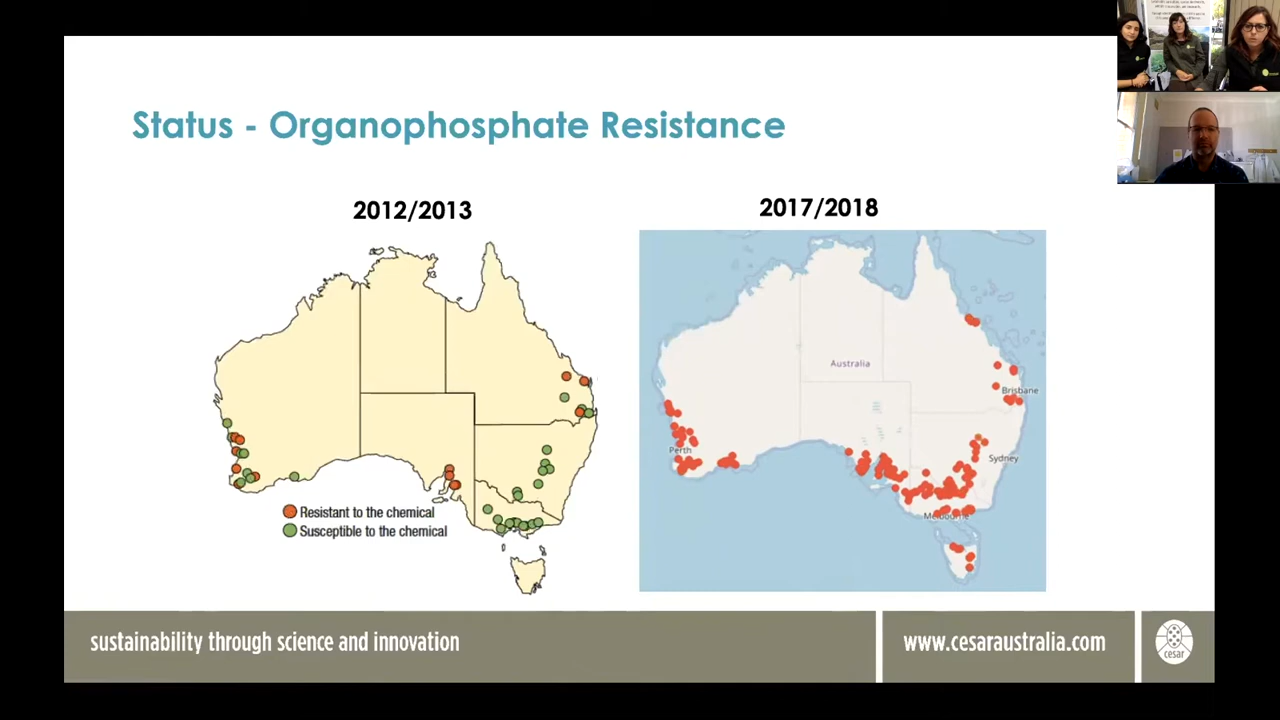 Status - Organophosphate Resistance
2012/2013
2017/2018
Australia
Brisbane
Perth
Sydney
Melbourne
Resistant to the chemical
Susceptible to the chemical
sustainability through science and innovation
www.cesaraustralia.com
cesar